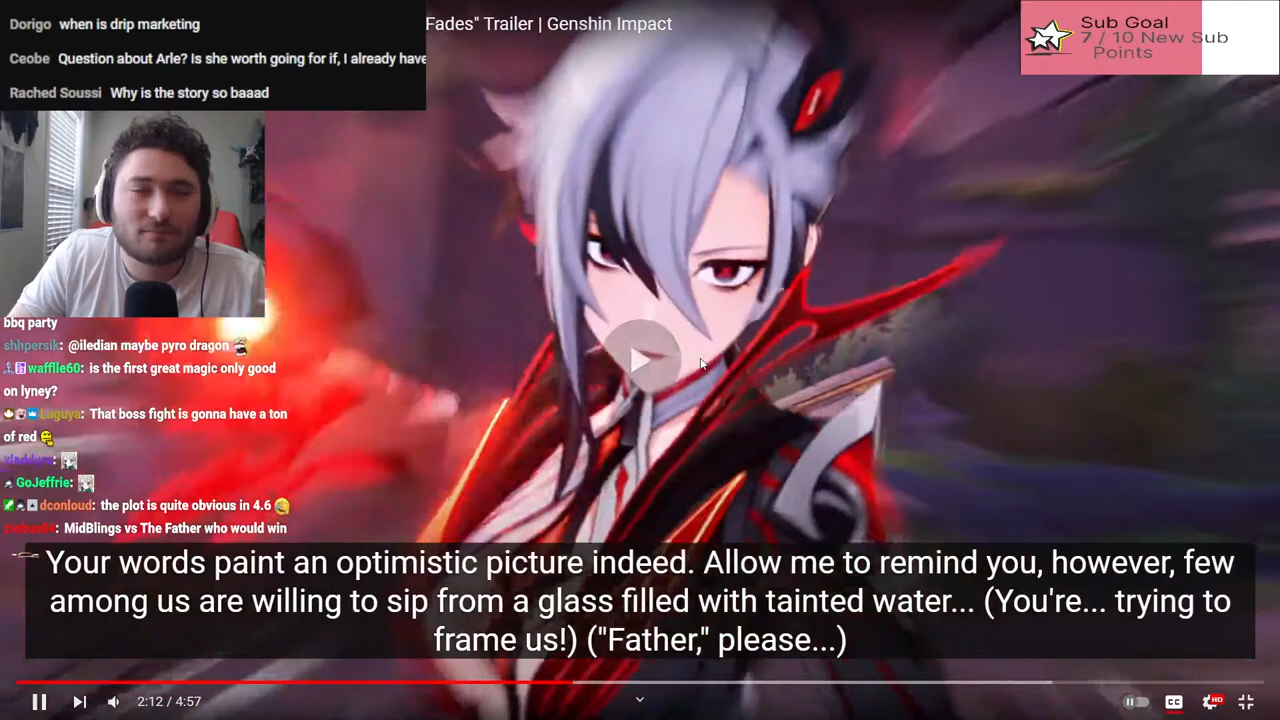 Dorigo when is drip marketing
Fades" Trailer | Genshin Impact
Sub Goal
7 / 10 New Sub
Points
Ceobe Question about Arle? Is she worth going for if, I already have
Rached Soussi Why is the story so baaad
bbq party
shhpersik: @iledian maybe pyro dragon
wafflle60: is the first great magic only good
on lyney?
Luguya: That boss fight is gonna have a ton
of red
GoJeffrie:
dconloud: the plot is quite obvious in 4.6
MidBlings vs The Father who would win
Your words paint an optimistic picture indeed. Allow me to remind you, however, few
among us are willing to sip from a glass filled with tainted water... (You're... trying to
frame us!) ("Father," please...)
2:12 / 4:57
CC
HD